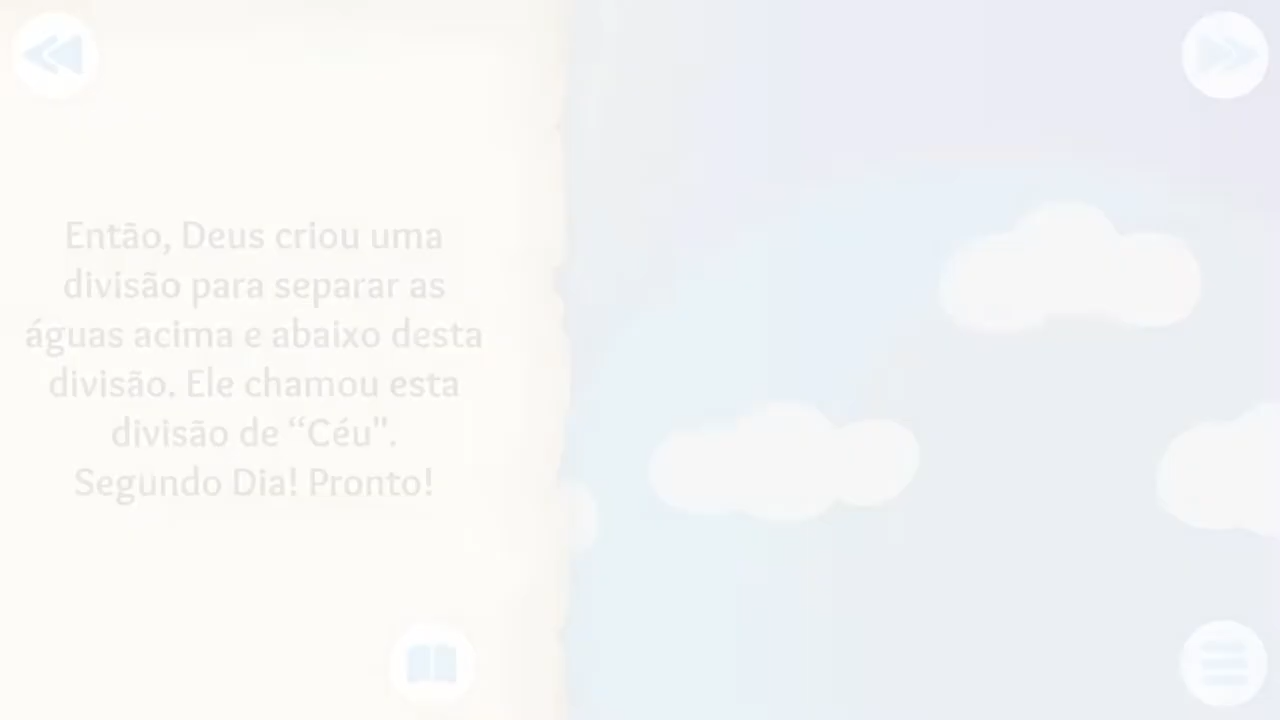 Então, Deus criou uma
divisão para separar as
águas acima e abaixo desta
divisão. Ele chamou esta
divisão de “Céu".
Segundo Dia! Pronto!